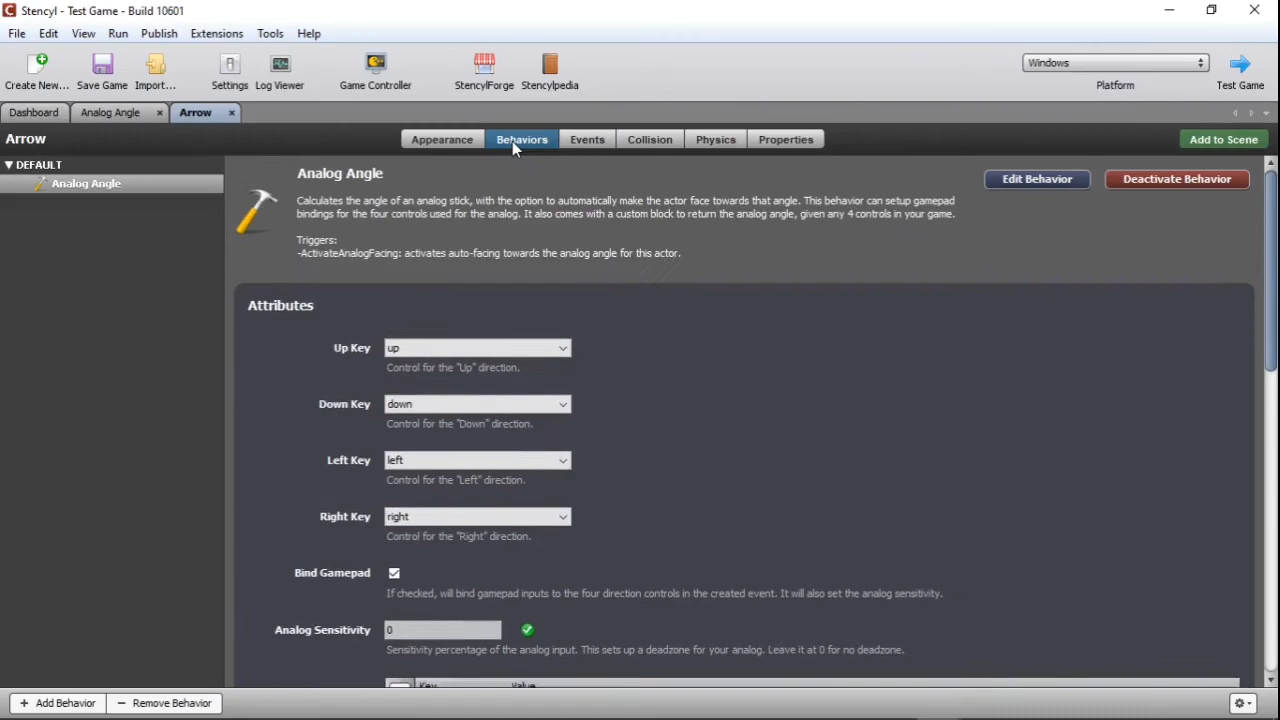 Stencyl - Test Game - Build 10601
File Edit View Run Publish Extensions Tools Help
Create New... Save Game Import... Settings Log Viewer Game Controller StencylForge Stencylpedia Windows Platform Test Game
Dashboard Analog Angle × Arrow ×
Arrow Appearance Behaviors Events Collision Physics Properties Add to Scene
DEFAULT
Analog Angle
Analog Angle Edit Behavior Deactivate Behavior
Calculates the angle of an analog stick, with the option to automatically make the actor face towards that angle. This behavior can setup gamepad
bindings for the four controls used for the analog. It also comes with a custom block to return the analog angle, given any 4 controls in your game.
Triggers:
-ActivateAnalogFacing: activates auto-facing towards the analog angle for this actor.
Attributes
Up Key up
Control for the "Up" direction.
Down Key down
Control for the "Down" direction.
Left Key left
Control for the "Left" direction.
Right Key right
Control for the "Right" direction.
Bind Gamepad
If checked, will bind gamepad inputs to the four direction controls in the created event. It will also set the analog sensitivity.
Analog Sensitivity 0
Sensitivity percentage of the analog input. This sets up a deadzone for your analog. Leave it at 0 for no deadzone.
Key Value
+ Add Behavior − Remove Behavior